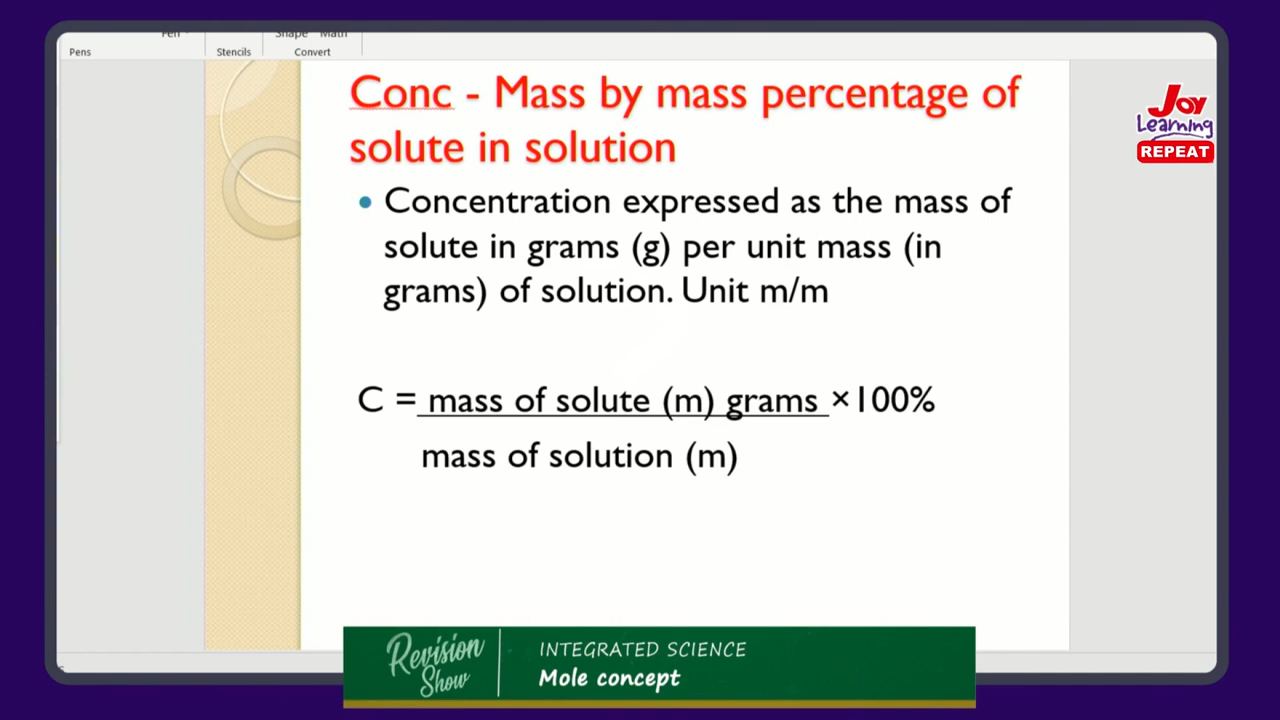 Pen
Shape Math
Pens
Stencils
Convert
Conc - Mass by mass percentage of
solute in solution
Joy
Learning
REPEAT
• Concentration expressed as the mass of
solute in grams (g) per unit mass (in
grams) of solution. Unit m/m
C = mass of solute (m) grams ×100%
mass of solution (m)
Revision
Show
INTEGRATED SCIENCE
Mole concept